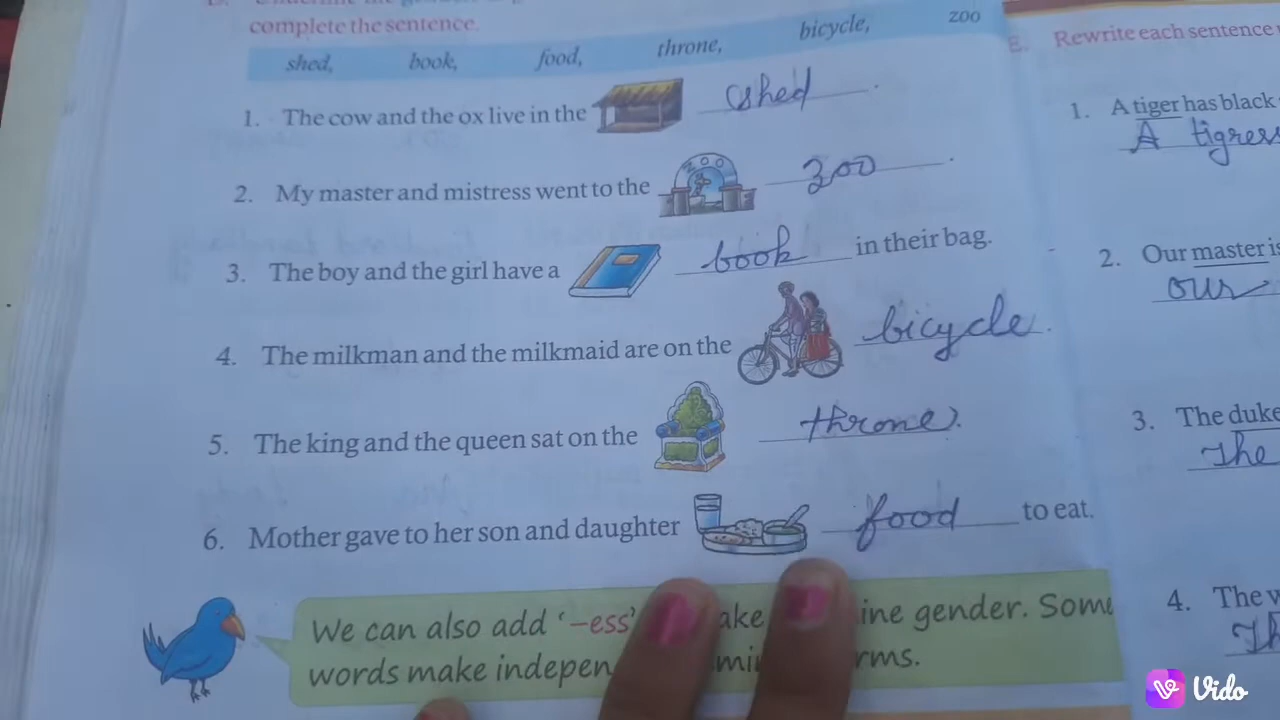 complete the sentence.
shed, book, food, throne, bicycle, zoo
1. The cow and the ox live in the shed.
2. My master and mistress went to the ZOO zoo.
3. The boy and the girl have a book in their bag.
4. The milkman and the milkmaid are on the bicycle.
5. The king and the queen sat on the throne.
6. Mother gave to her son and daughter food to eat.
We can also add '–ess' gender. Some
words make
E. Rewrite each sentence
1. A tiger has black
A tigress
2. Our master is
our
3. The duke
The
4. The
Vido